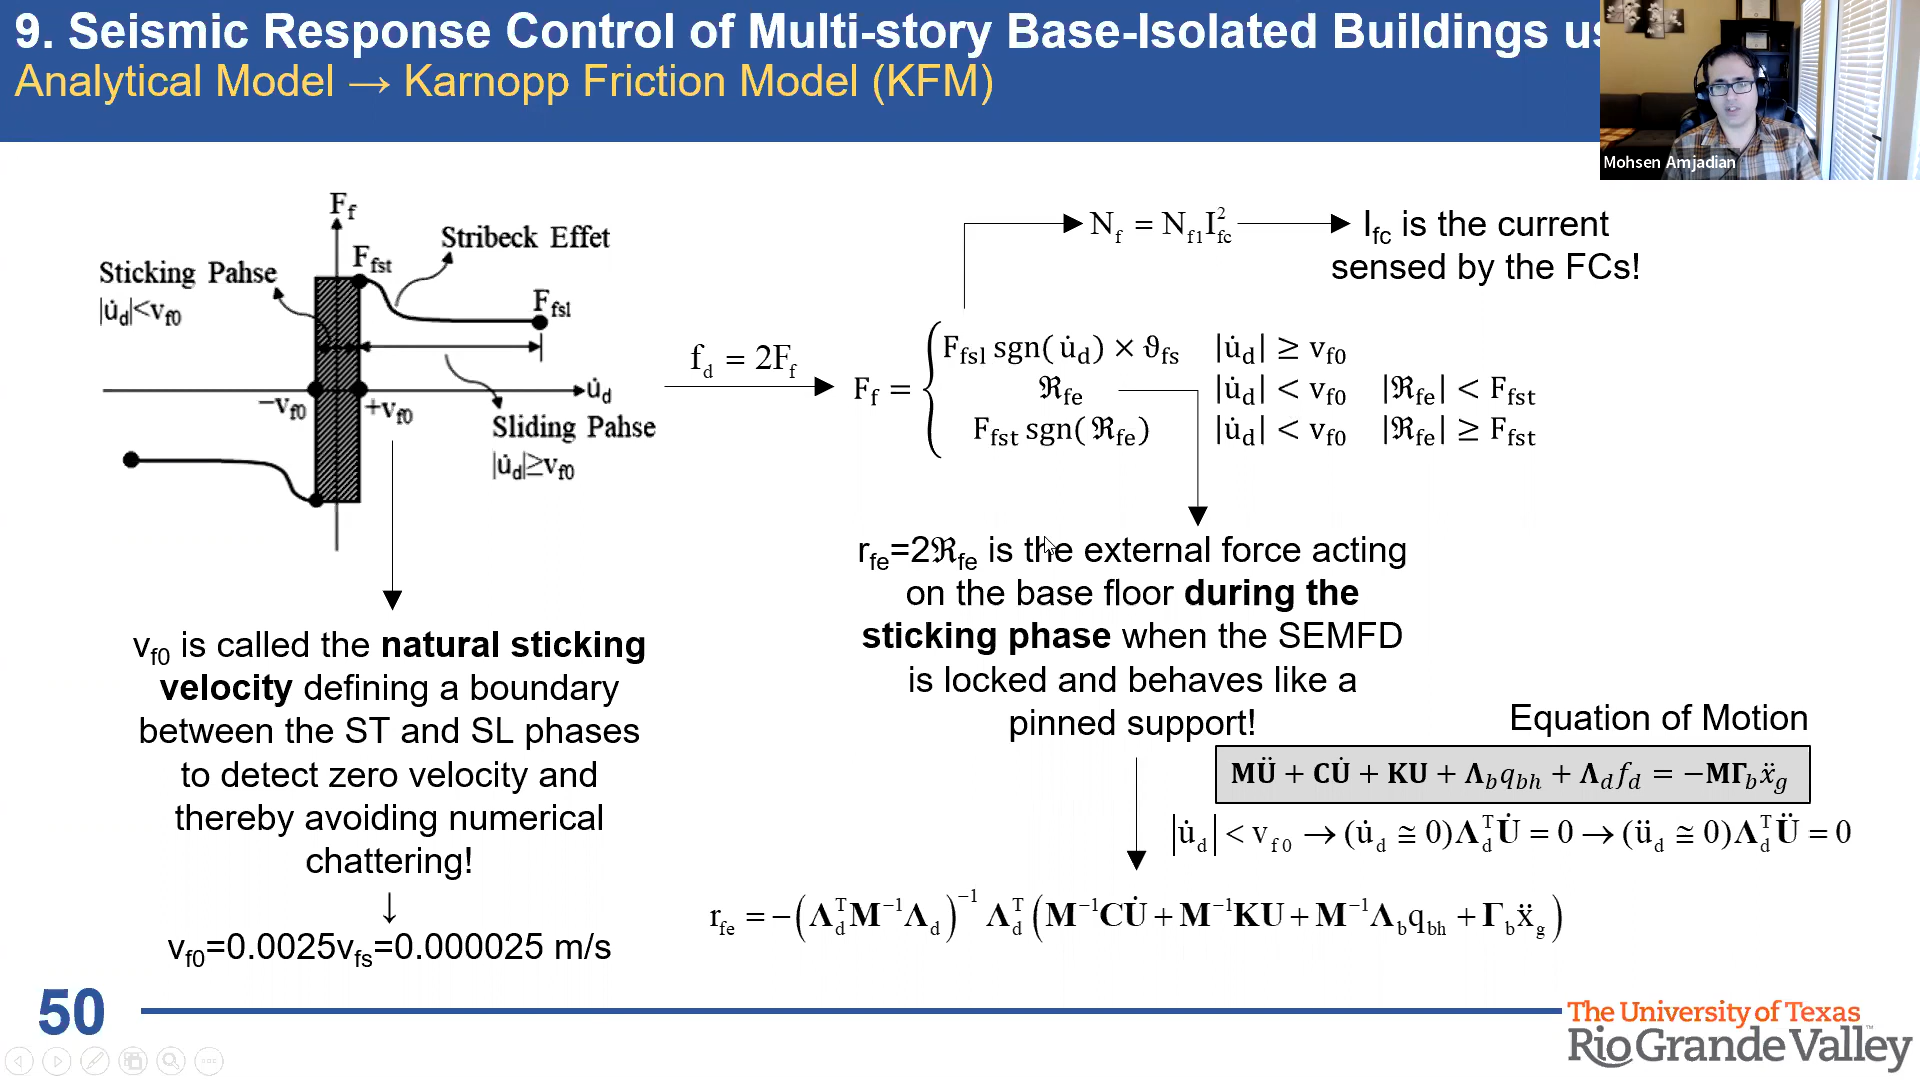 9. Seismic Response Control of Multi-story Base-Isolated Buildings us
Analytical Model → Karnopp Friction Model (KFM)
Mohsen Amjadian
F_f
Stribeck Effet
F_fst
Sticking Pahse
|u̇_d|<v_f0
F_fsl
u̇_d
−v_f0
+v_f0
Sliding Pahse
|u̇_d|≥v_f0
f_d = 2F_f
N_f = N_f1 I_fc^2
I_fc is the current
sensed by the FCs!
F_f = { F_fsl sgn(u̇_d) × ϑ_fs |u̇_d| ≥ v_f0
ℜ_fe |u̇_d| < v_f0 |ℜ_fe| < F_fst
F_fst sgn(ℜ_fe) |u̇_d| < v_f0 |ℜ_fe| ≥ F_fst
r_fe=2ℜ_fe is the external force acting
on the base floor during the
sticking phase when the SEMFD
is locked and behaves like a
pinned support!
v_f0 is called the natural sticking
velocity defining a boundary
between the ST and SL phases
to detect zero velocity and
thereby avoiding numerical
chattering!
↓
v_f0=0.0025v_fs=0.000025 m/s
Equation of Motion
MÜ + CU̇ + KU + Λ_b q_bh + Λ_d f_d = −MΓ_b ẍ_g
|u̇_d| < v_f0 → (u̇_d ≅ 0)Λ_d^T U̇ = 0 → (ü_d ≅ 0)Λ_d^T Ü = 0
r_fe = −(Λ_d^T M^−1 Λ_d)^−1 Λ_d^T (M^−1 CU̇ + M^−1 KU + M^−1 Λ_b q_bh + Γ_b ẍ_g)
50
The University of Texas
RioGrandeValley